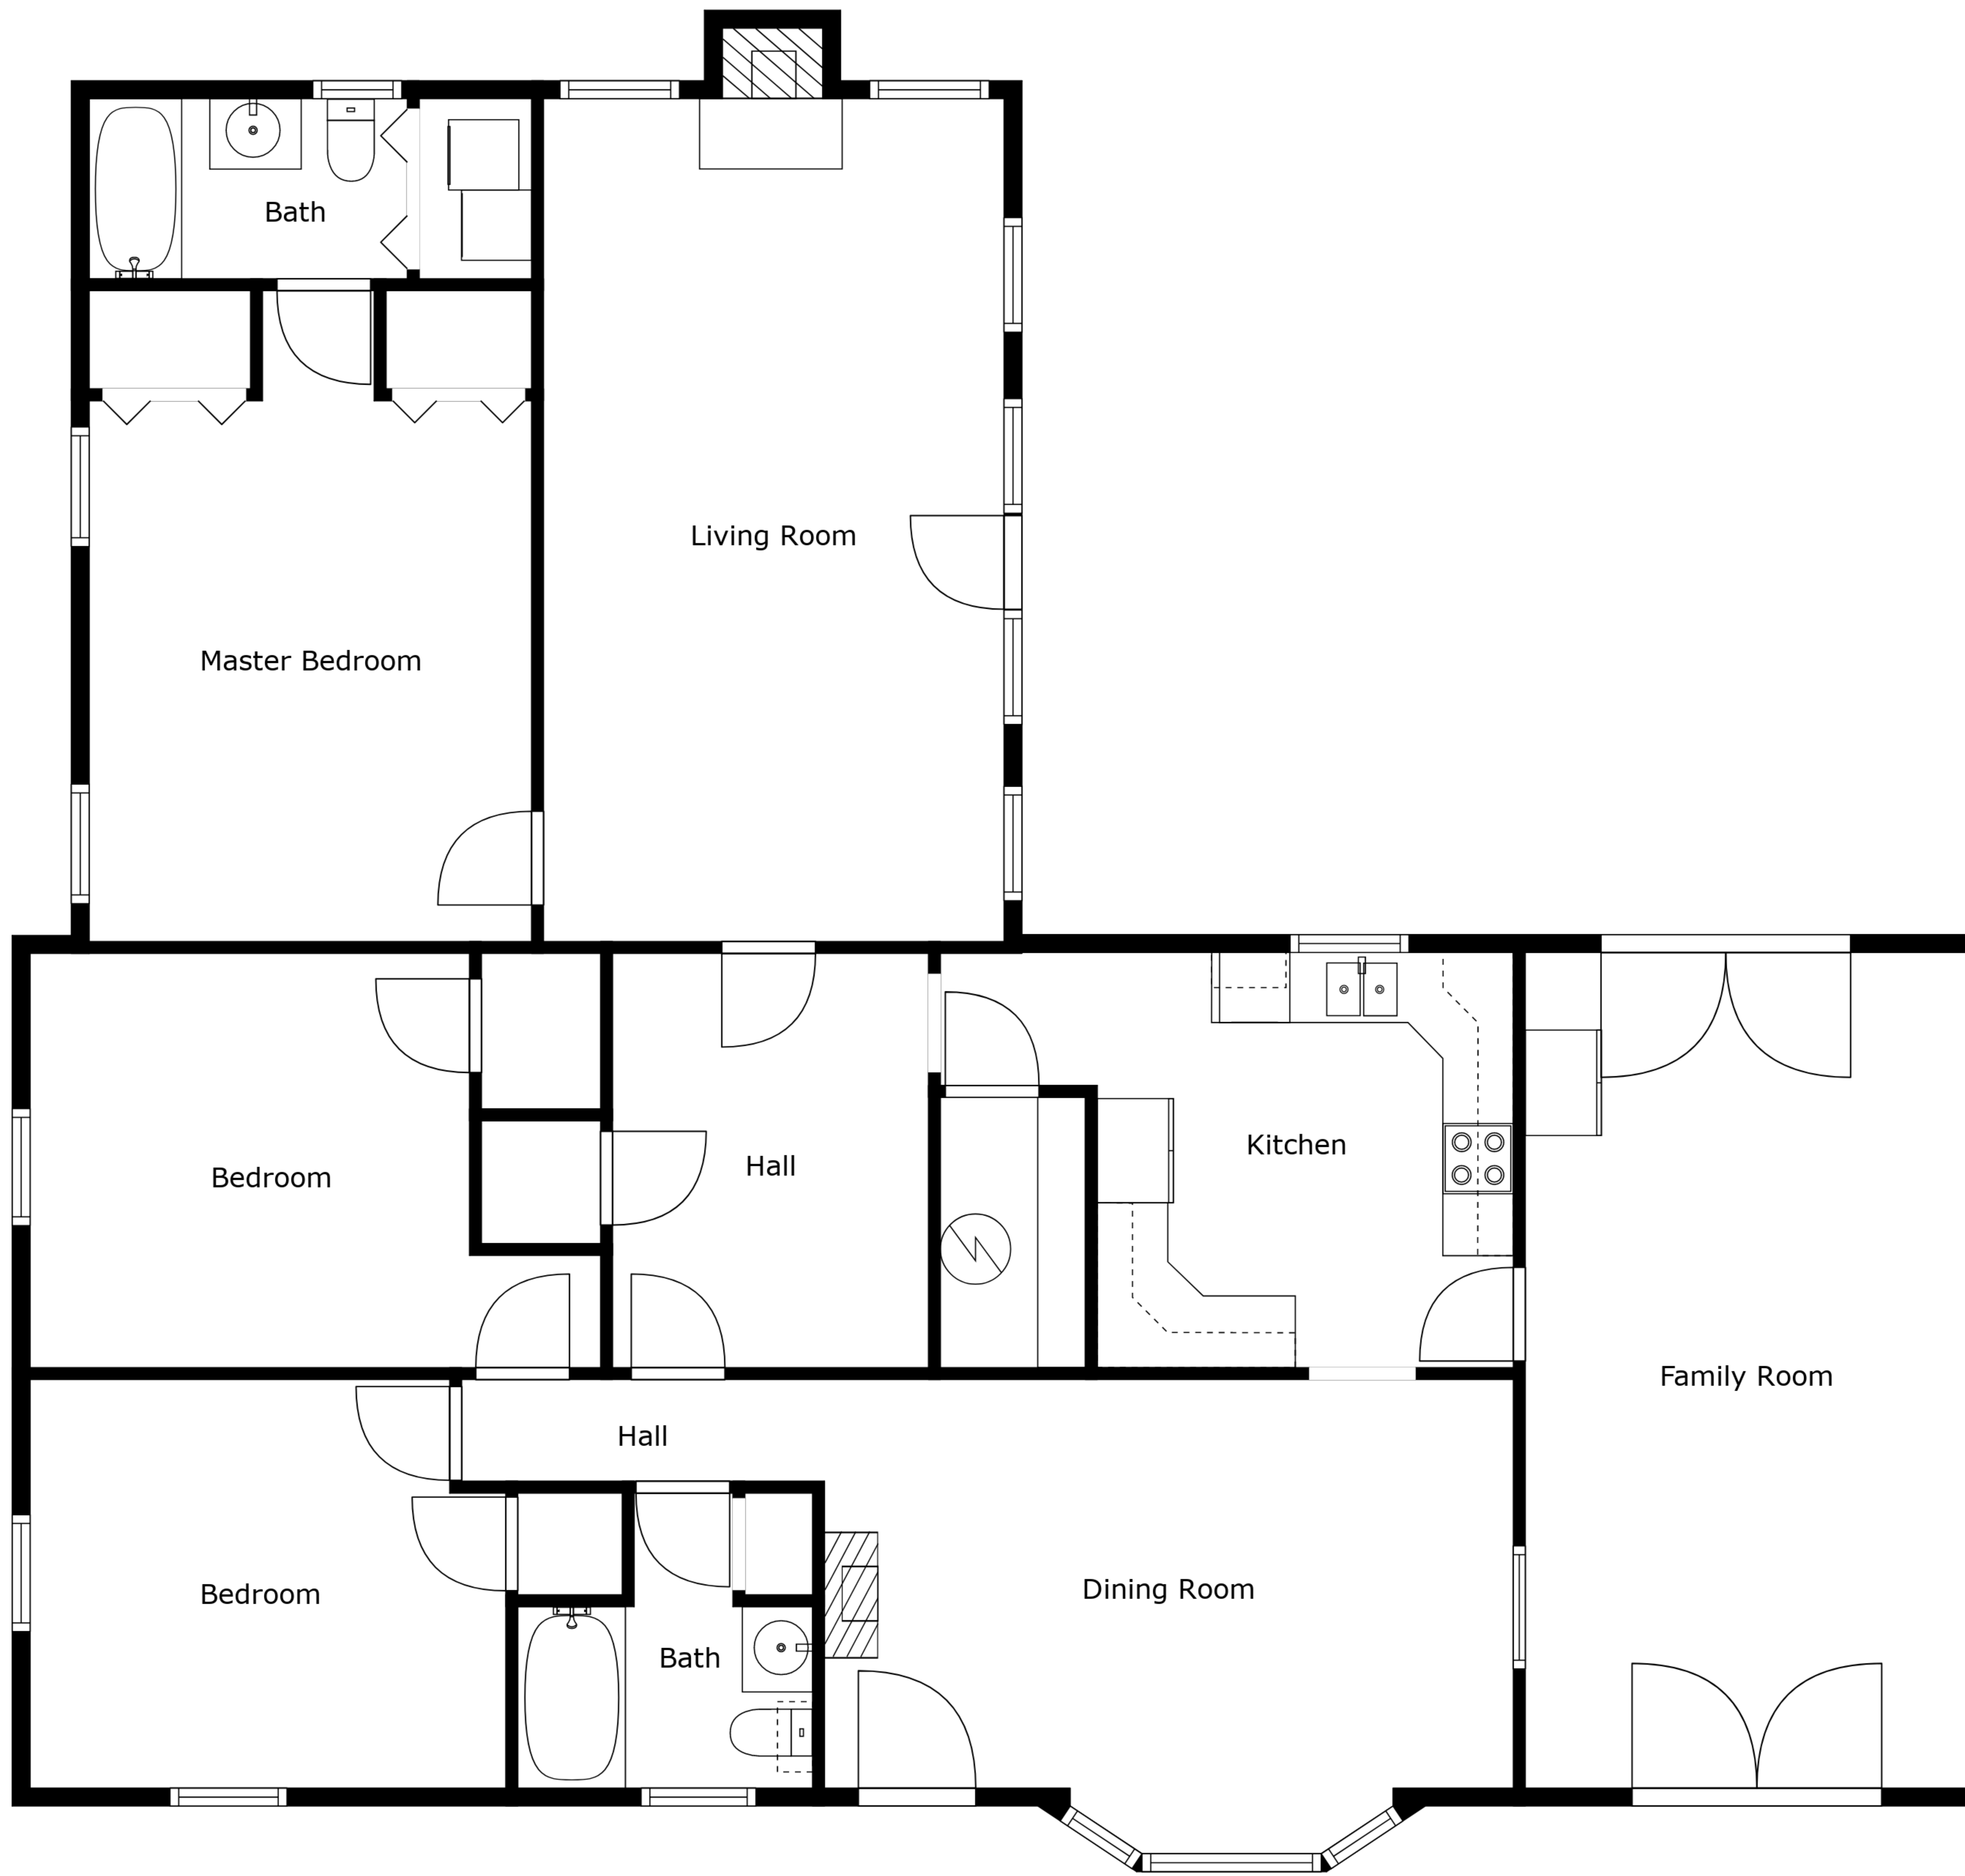 Bath
Living Room
Master Bedroom
Kitchen
Hall
Bedroom
Family Room
Hall
Dining Room
Bedroom
Bath